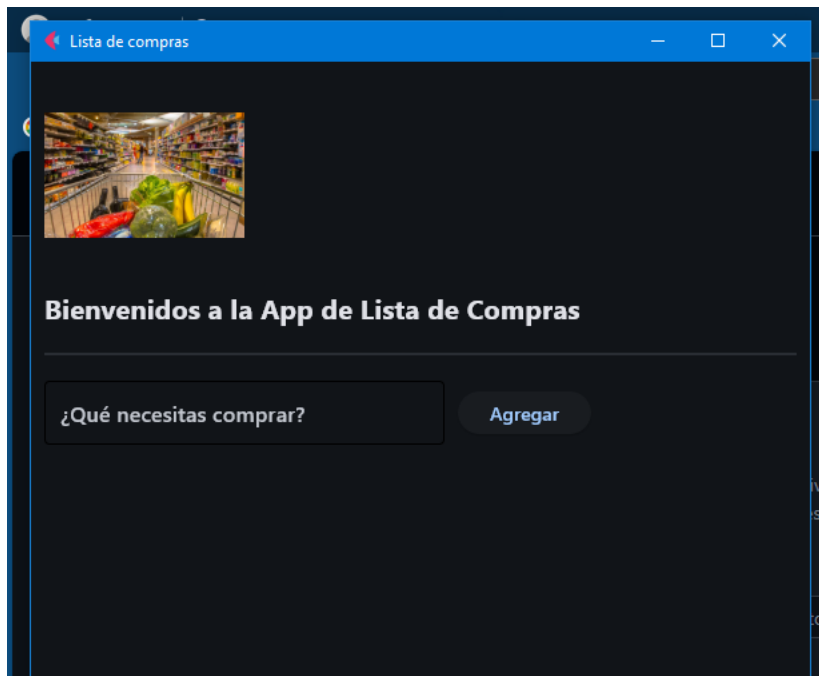 Lista de compras
Bienvenidos a la App de Lista de Compras
¿Qué necesitas comprar?
Agregar